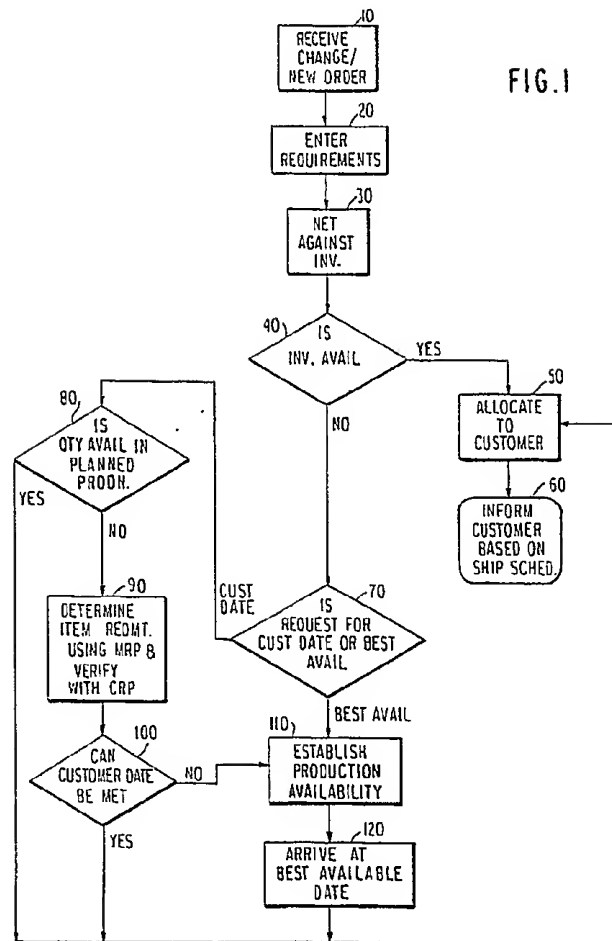 FIG.1
10
RECEIVE
CHANGE/
NEW ORDER
20
ENTER
REQUIREMENTS
30
NET
AGAINST
INV.
40
IS
INV. AVAIL
YES
NO
50
ALLOCATE
TO
CUSTOMER
60
INFORM
CUSTOMER
BASED ON
SHIP SCHED.
70
IS
REQUEST FOR
CUST DATE OR BEST
AVAIL
CUST
DATE
BEST AVAIL
80
IS
QTY AVAIL IN
PLANNED
PRODN.
YES
NO
90
DETERMINE
ITEM REQMT.
USING MRP &
VERIFY
WITH CRP
100
CAN
CUSTOMER DATE
BE MET
NO
YES
110
ESTABLISH
PRODUCTION
AVAILABILITY
120
ARRIVE AT
BEST AVAILABLE
DATE